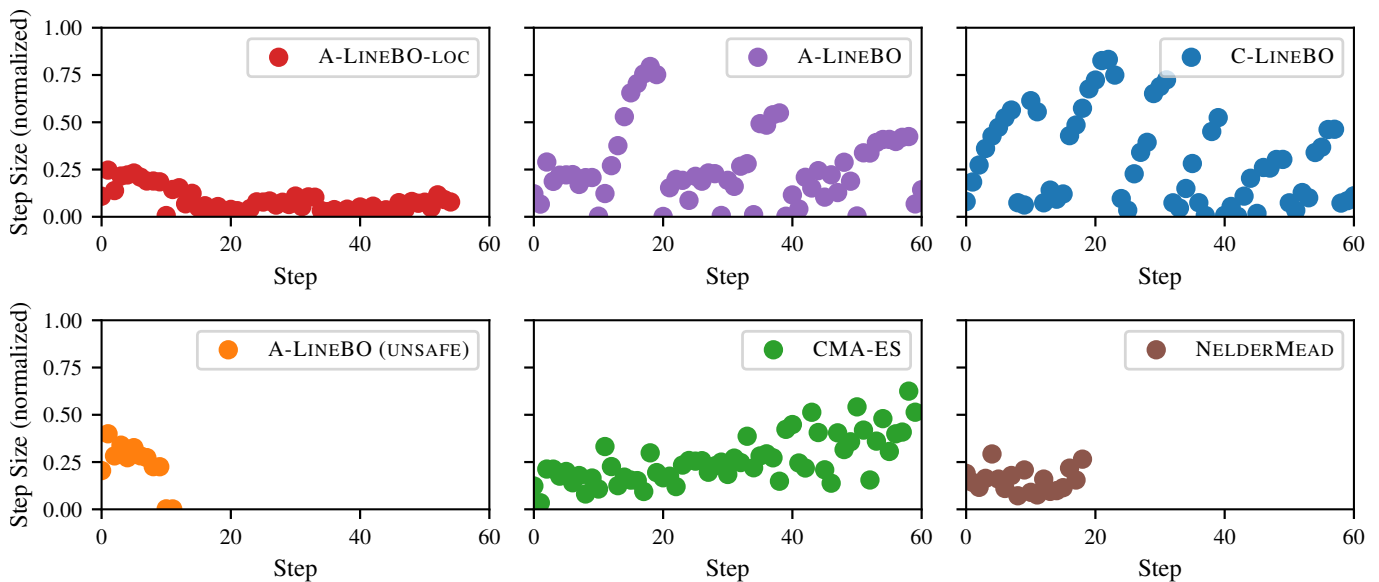 Step Size (normalized)
1.00
0.75
0.50
0.25
0.00
A-LINEBO-LOC
0
20
40
60
Step
A-LINEBO
0
20
40
60
Step
C-LINEBO
0
20
40
60
Step
Step Size (normalized)
1.00
0.75
0.50
0.25
0.00
A-LINEBO (UNSAFE)
0
20
40
60
Step
CMA-ES
0
20
40
60
Step
NELDERMEAD
0
20
40
60
Step